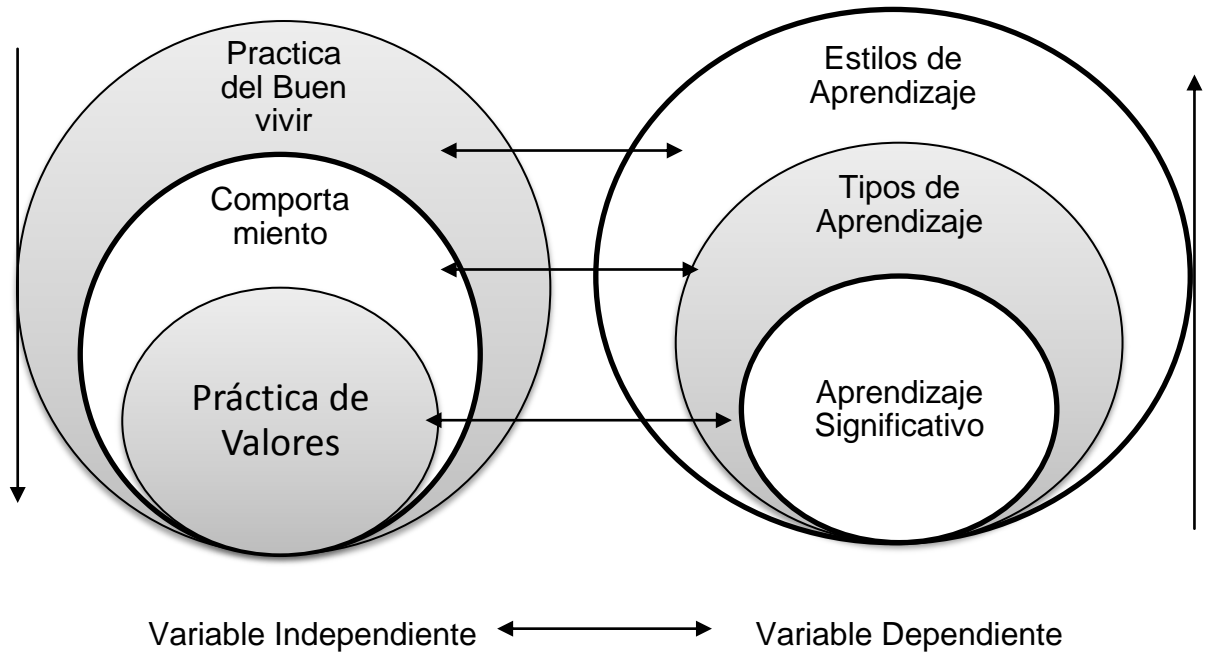 Practica
del Buen
vivir
Comporta
miento
Práctica de
Valores
Estilos de
Aprendizaje
Tipos de
Aprendizaje
Aprendizaje
Significativo
Variable Independiente
Variable Dependiente